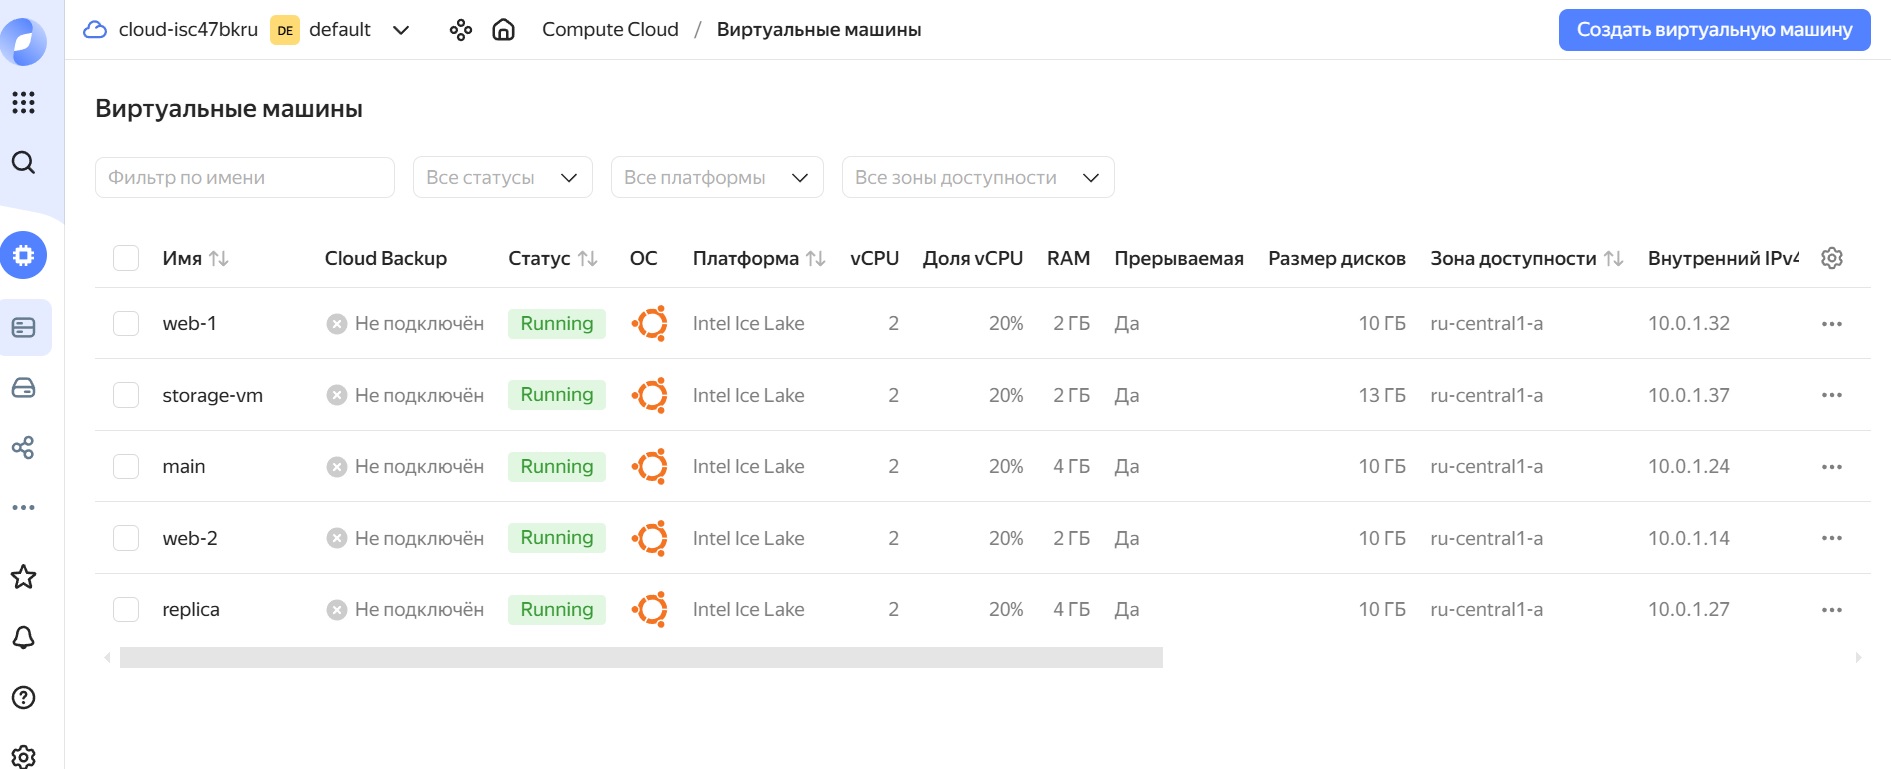 cloud-isc47bkru DE default Compute Cloud / Виртуальные машины Создать виртуальную машину
Виртуальные машины
Фильтр по имени Все статусы Все платформы Все зоны доступности
Имя Cloud Backup Статус ОС Платформа vCPU Доля vCPU RAM Прерываемая Размер дисков Зона доступности Внутренний IPv4
web-1 Не подключён Running Intel Ice Lake 2 20% 2 ГБ Да 10 ГБ ru-central1-a 10.0.1.32
storage-vm Не подключён Running Intel Ice Lake 2 20% 2 ГБ Да 13 ГБ ru-central1-a 10.0.1.37
main Не подключён Running Intel Ice Lake 2 20% 4 ГБ Да 10 ГБ ru-central1-a 10.0.1.24
web-2 Не подключён Running Intel Ice Lake 2 20% 2 ГБ Да 10 ГБ ru-central1-a 10.0.1.14
replica Не подключён Running Intel Ice Lake 2 20% 4 ГБ Да 10 ГБ ru-central1-a 10.0.1.27